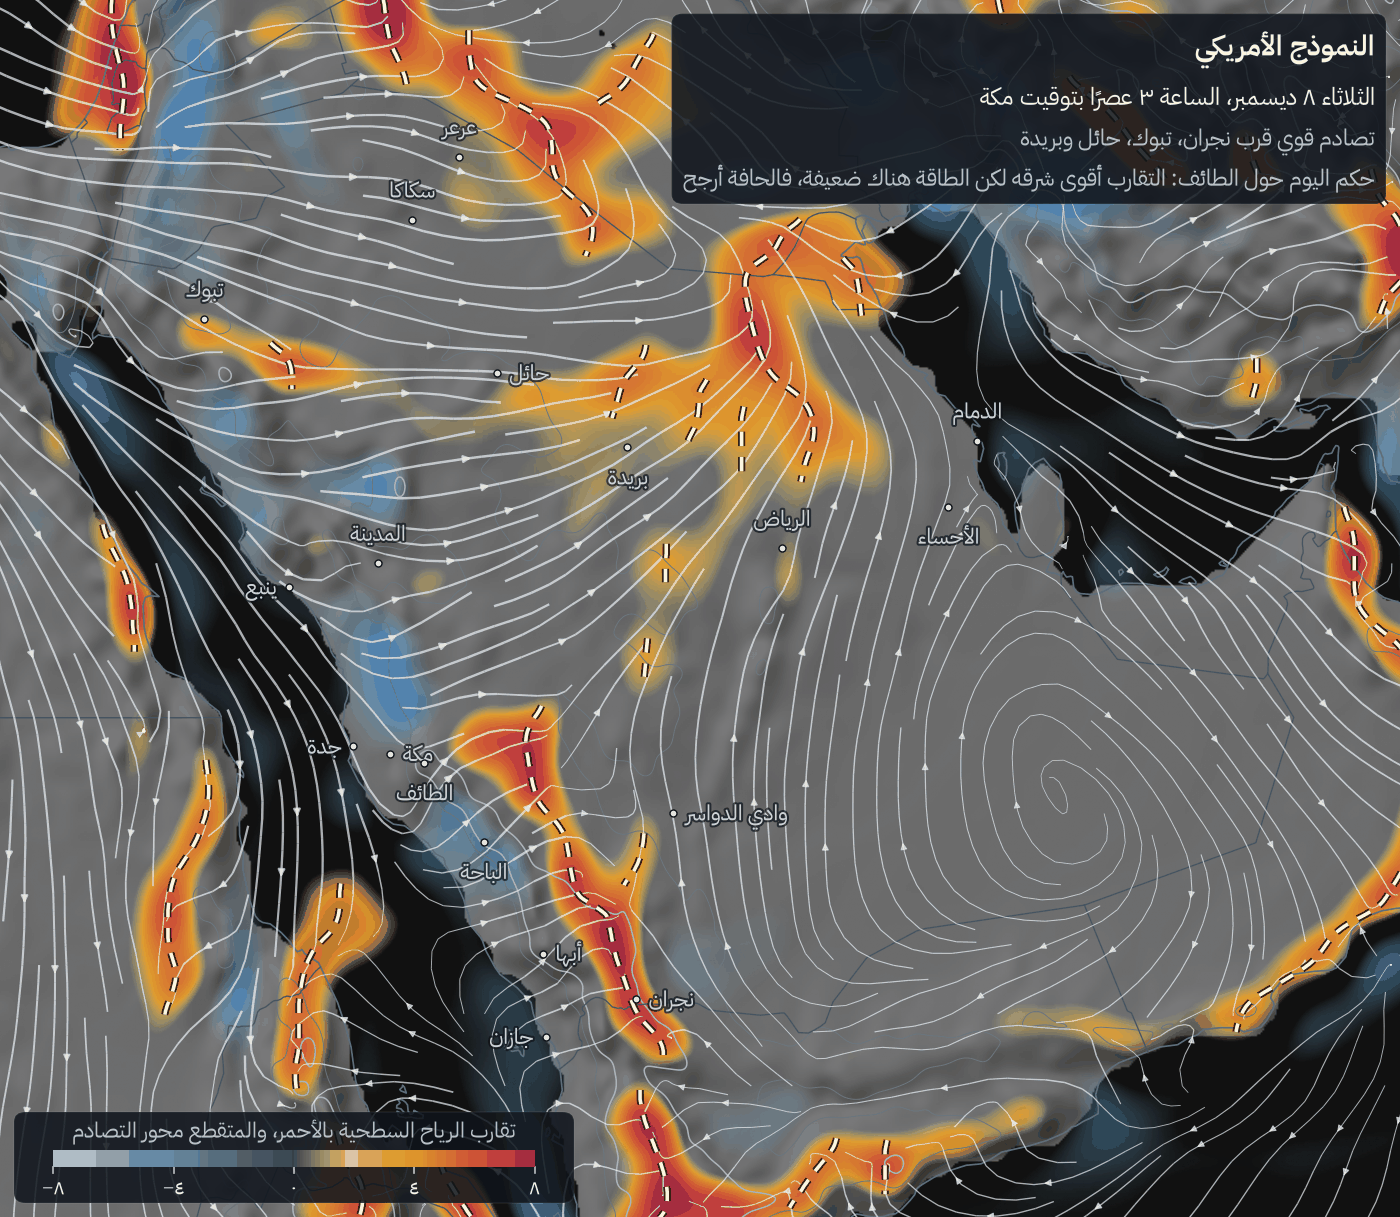 النموذج الأمريكي
الثلاثاء ٨ ديسمبر، الساعة ٣ عصرًا بتوقيت مكة
تصادم قوي قرب نجران، تبوك، حائل وبريدة
حكم اليوم حول الطائف: التقارب أقوى شرقه لكن الطاقة هناك ضعيفة، فالحافة أرجح
عرعر
سكاكا
تبوك
حائل
الدمام
بريدة
الرياض
الأحساء
المدينة
ينبع
جدة
مكة
الطائف
وادي الدواسر
الباحة
أبها
نجران
جازان
تقارب الرياح السطحية بالأحمر، والمتقطع محور التصادم
−٨ −٤ ٠ ٤ ٨